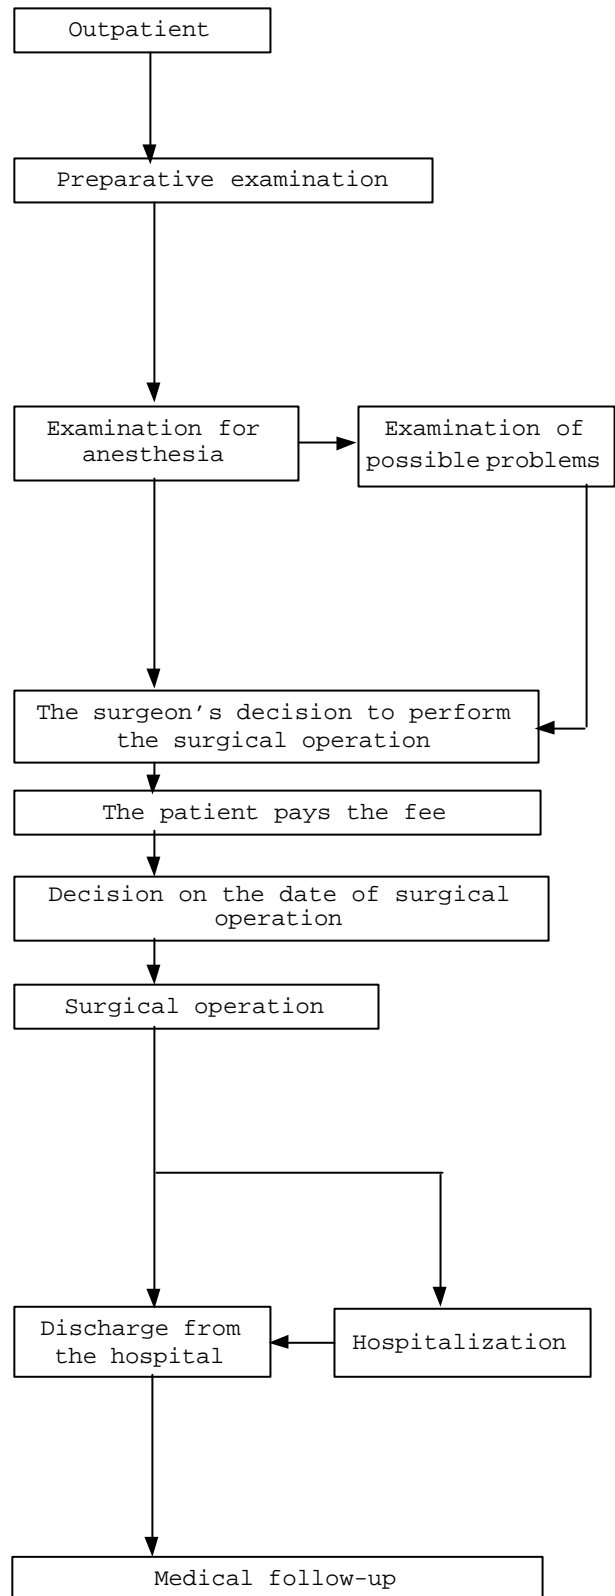 Outpatient
Preparative examination
Examination for
anesthesia
Examination of
possible problems
The surgeon's decision to perform
the surgical operation
The patient pays the fee
Decision on the date of surgical
operation
Surgical operation
Discharge from
the hospital
Hospitalization
Medical follow-up